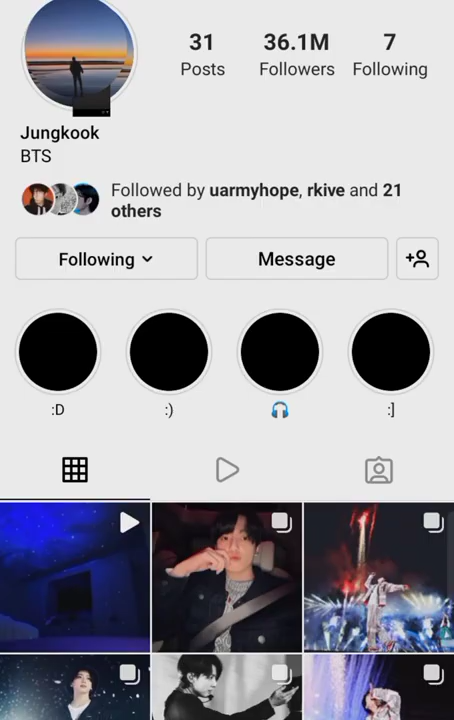 31 36.1M 7
Posts Followers Following
Jungkook
BTS
Followed by uarmyhope, rkive and 21
others
Following Message
:D :) 🎧 :]